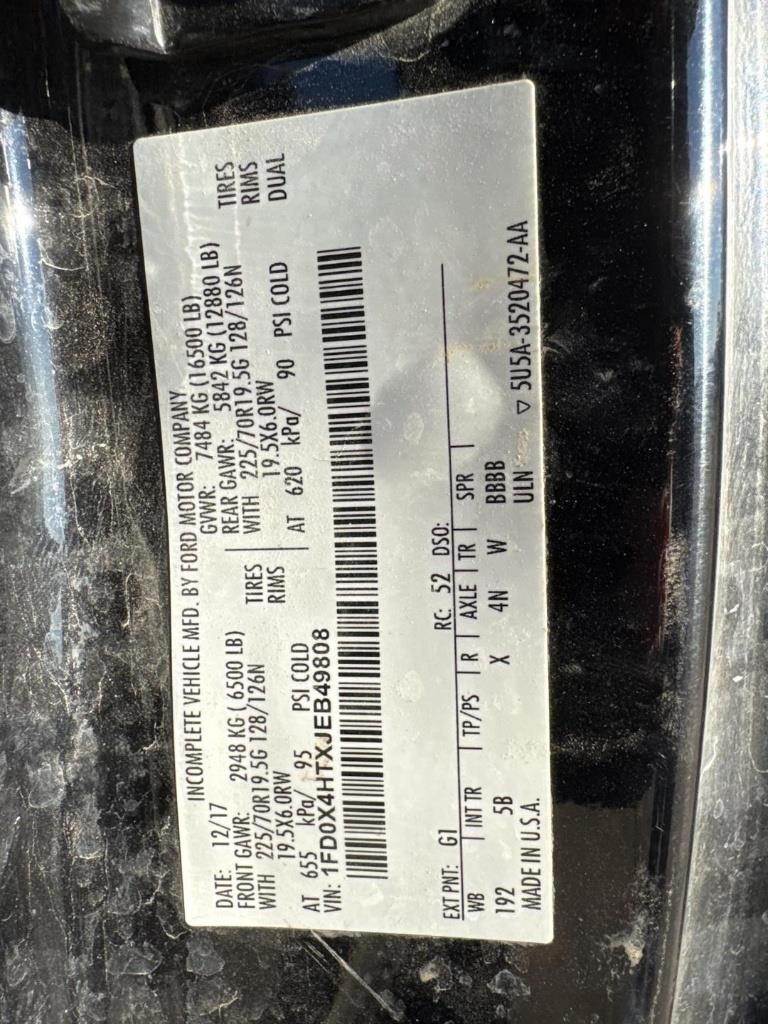 INCOMPLETE VEHICLE MFD. BY FORD MOTOR COMPANY
DATE: 12/17 GVWR: 7484 KG (16500 LB)
FRONT GAWR: 2948 KG (6500 LB) REAR GAWR: 5842 KG (12880 LB)
WITH 225/70R19.5G 128/126N TIRES WITH 225/70R19.5G 128/126N TIRES
19.5X6.0RW RIMS 19.5X6.0RW RIMS
AT 655 kPa/ 95 PSI COLD AT 620 kPa/ 90 PSI COLD DUAL
VIN: 1FD0X4HTXJEB49808
EXT PNT: G1 RC: 52 DSO:
WB INT TR TP/PS R AXLE TR SPR
192 5B X 4N W BBBB
MADE IN U.S.A. ULN ▽ 5U5A-3520472-AA